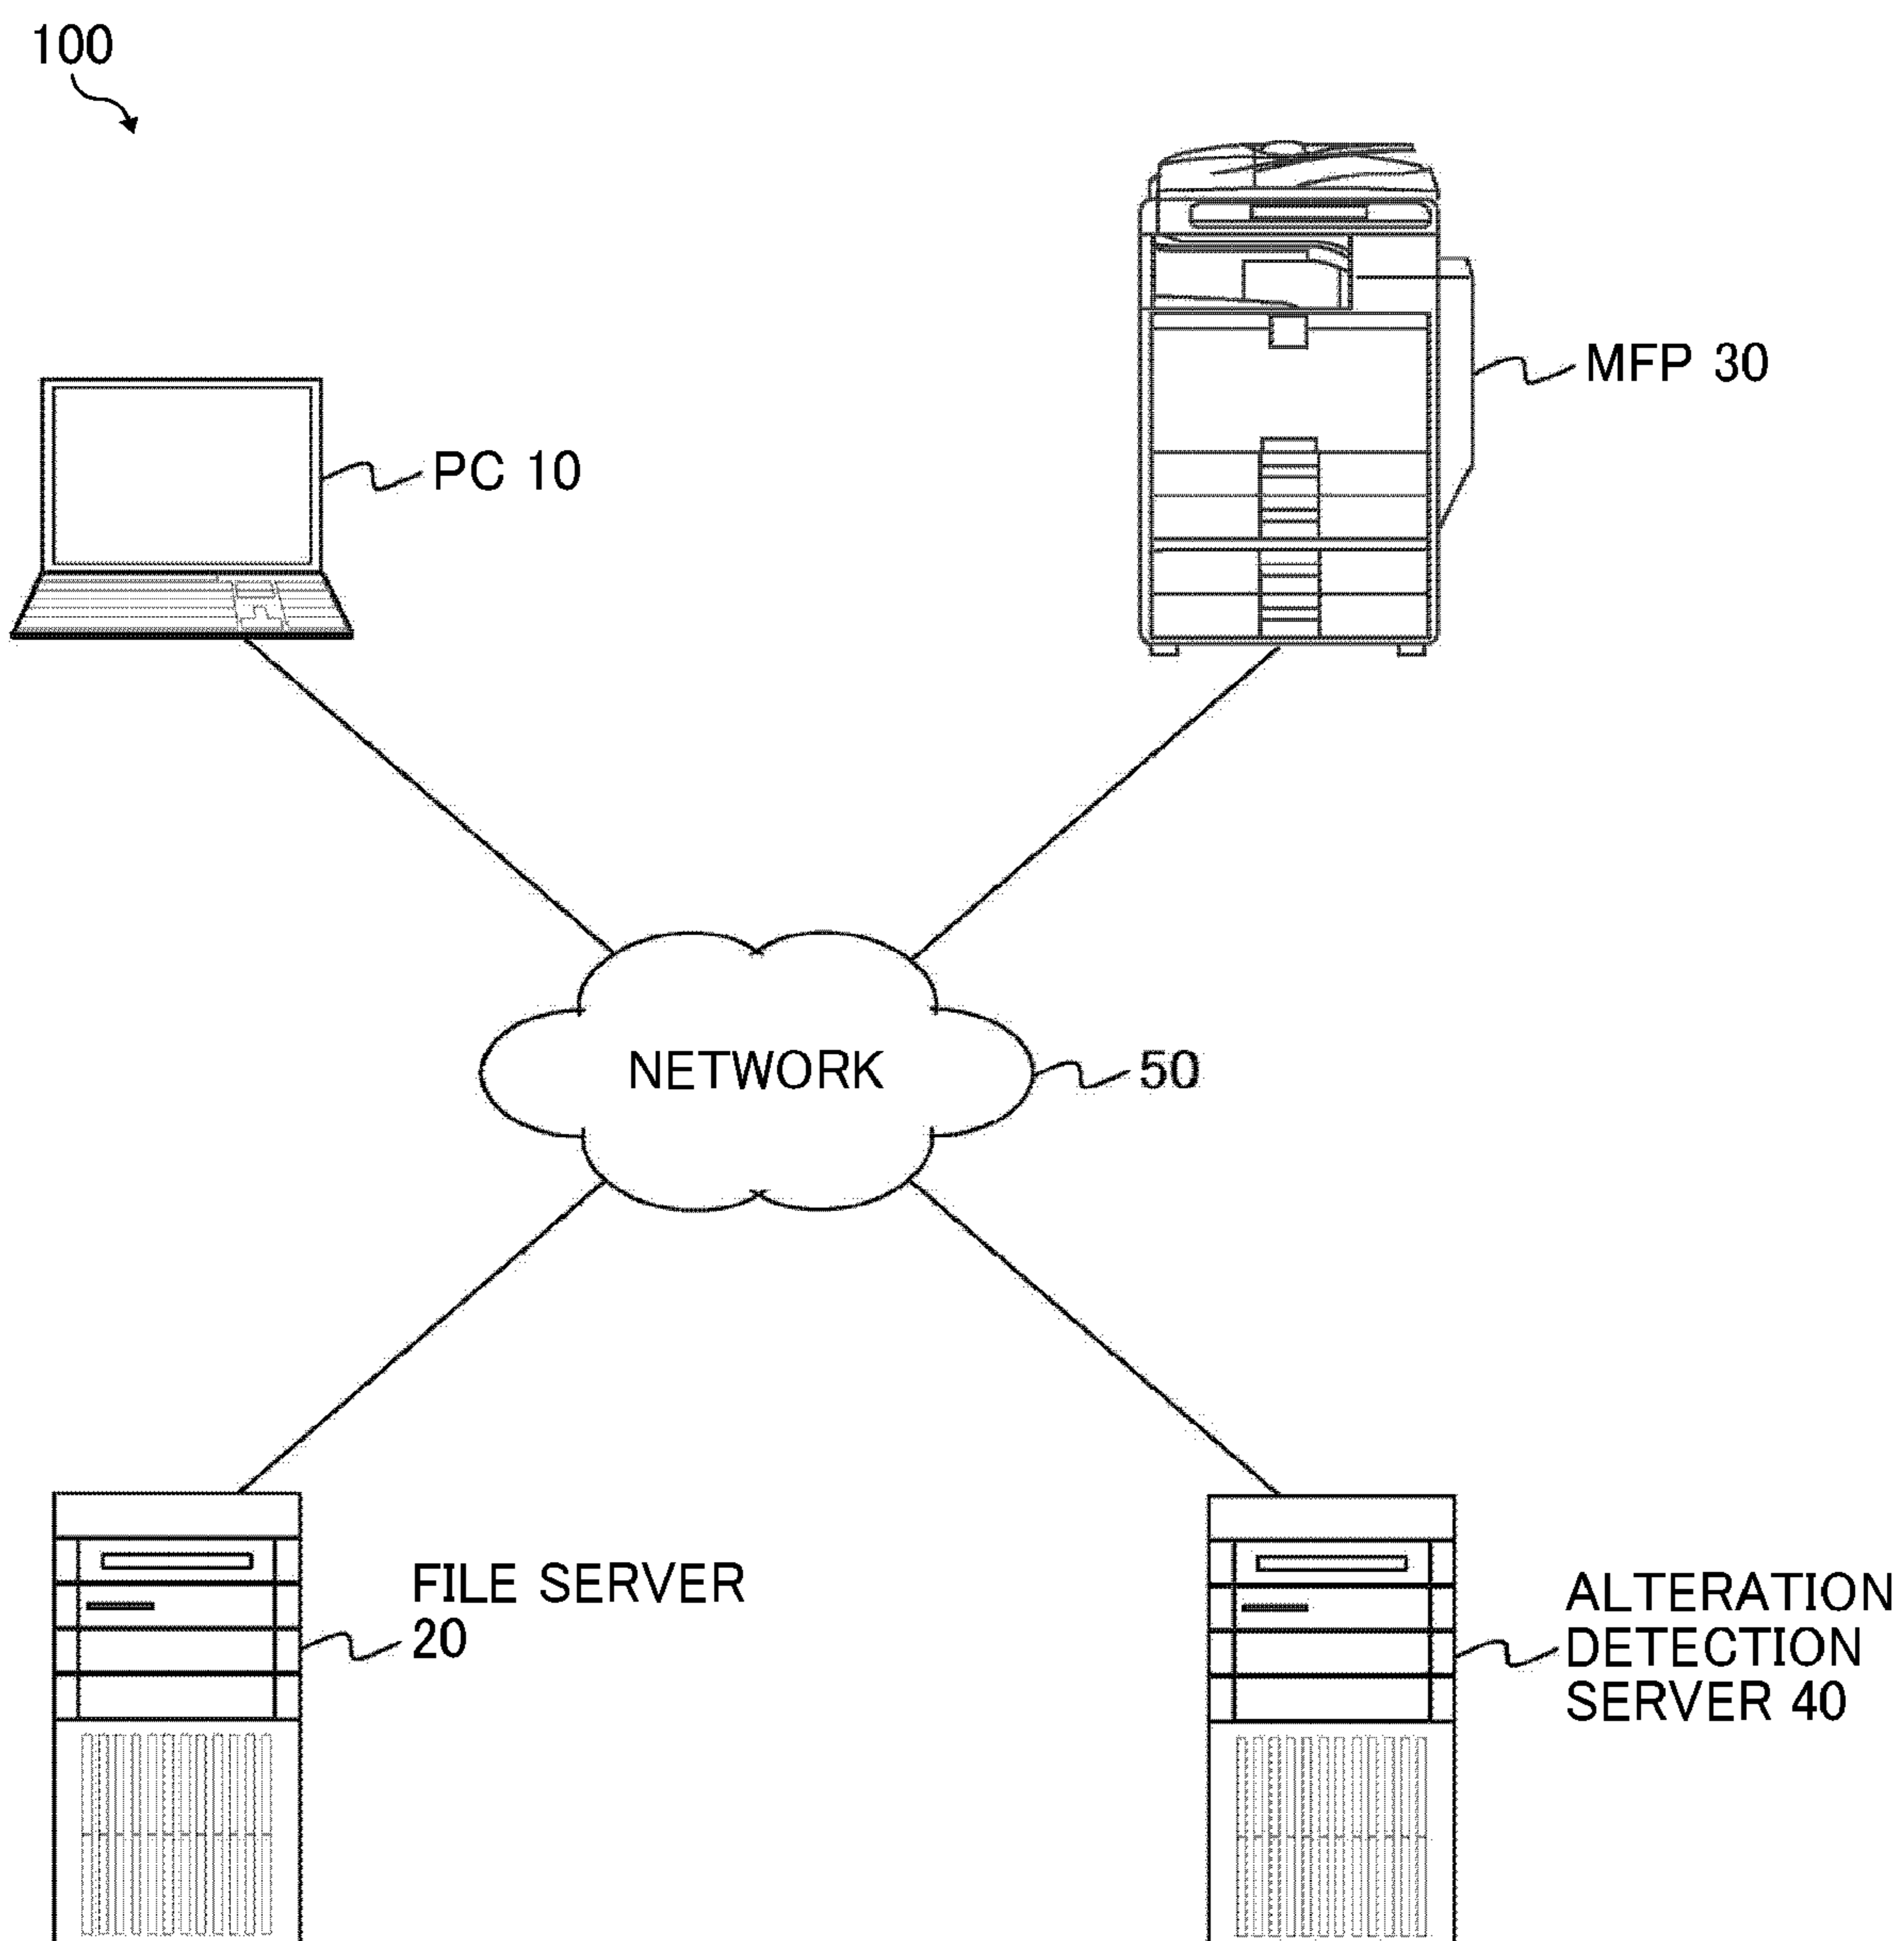 100
MFP 30
PC 10
NETWORK
50
FILE SERVER
20
ALTERATION
DETECTION
SERVER 40